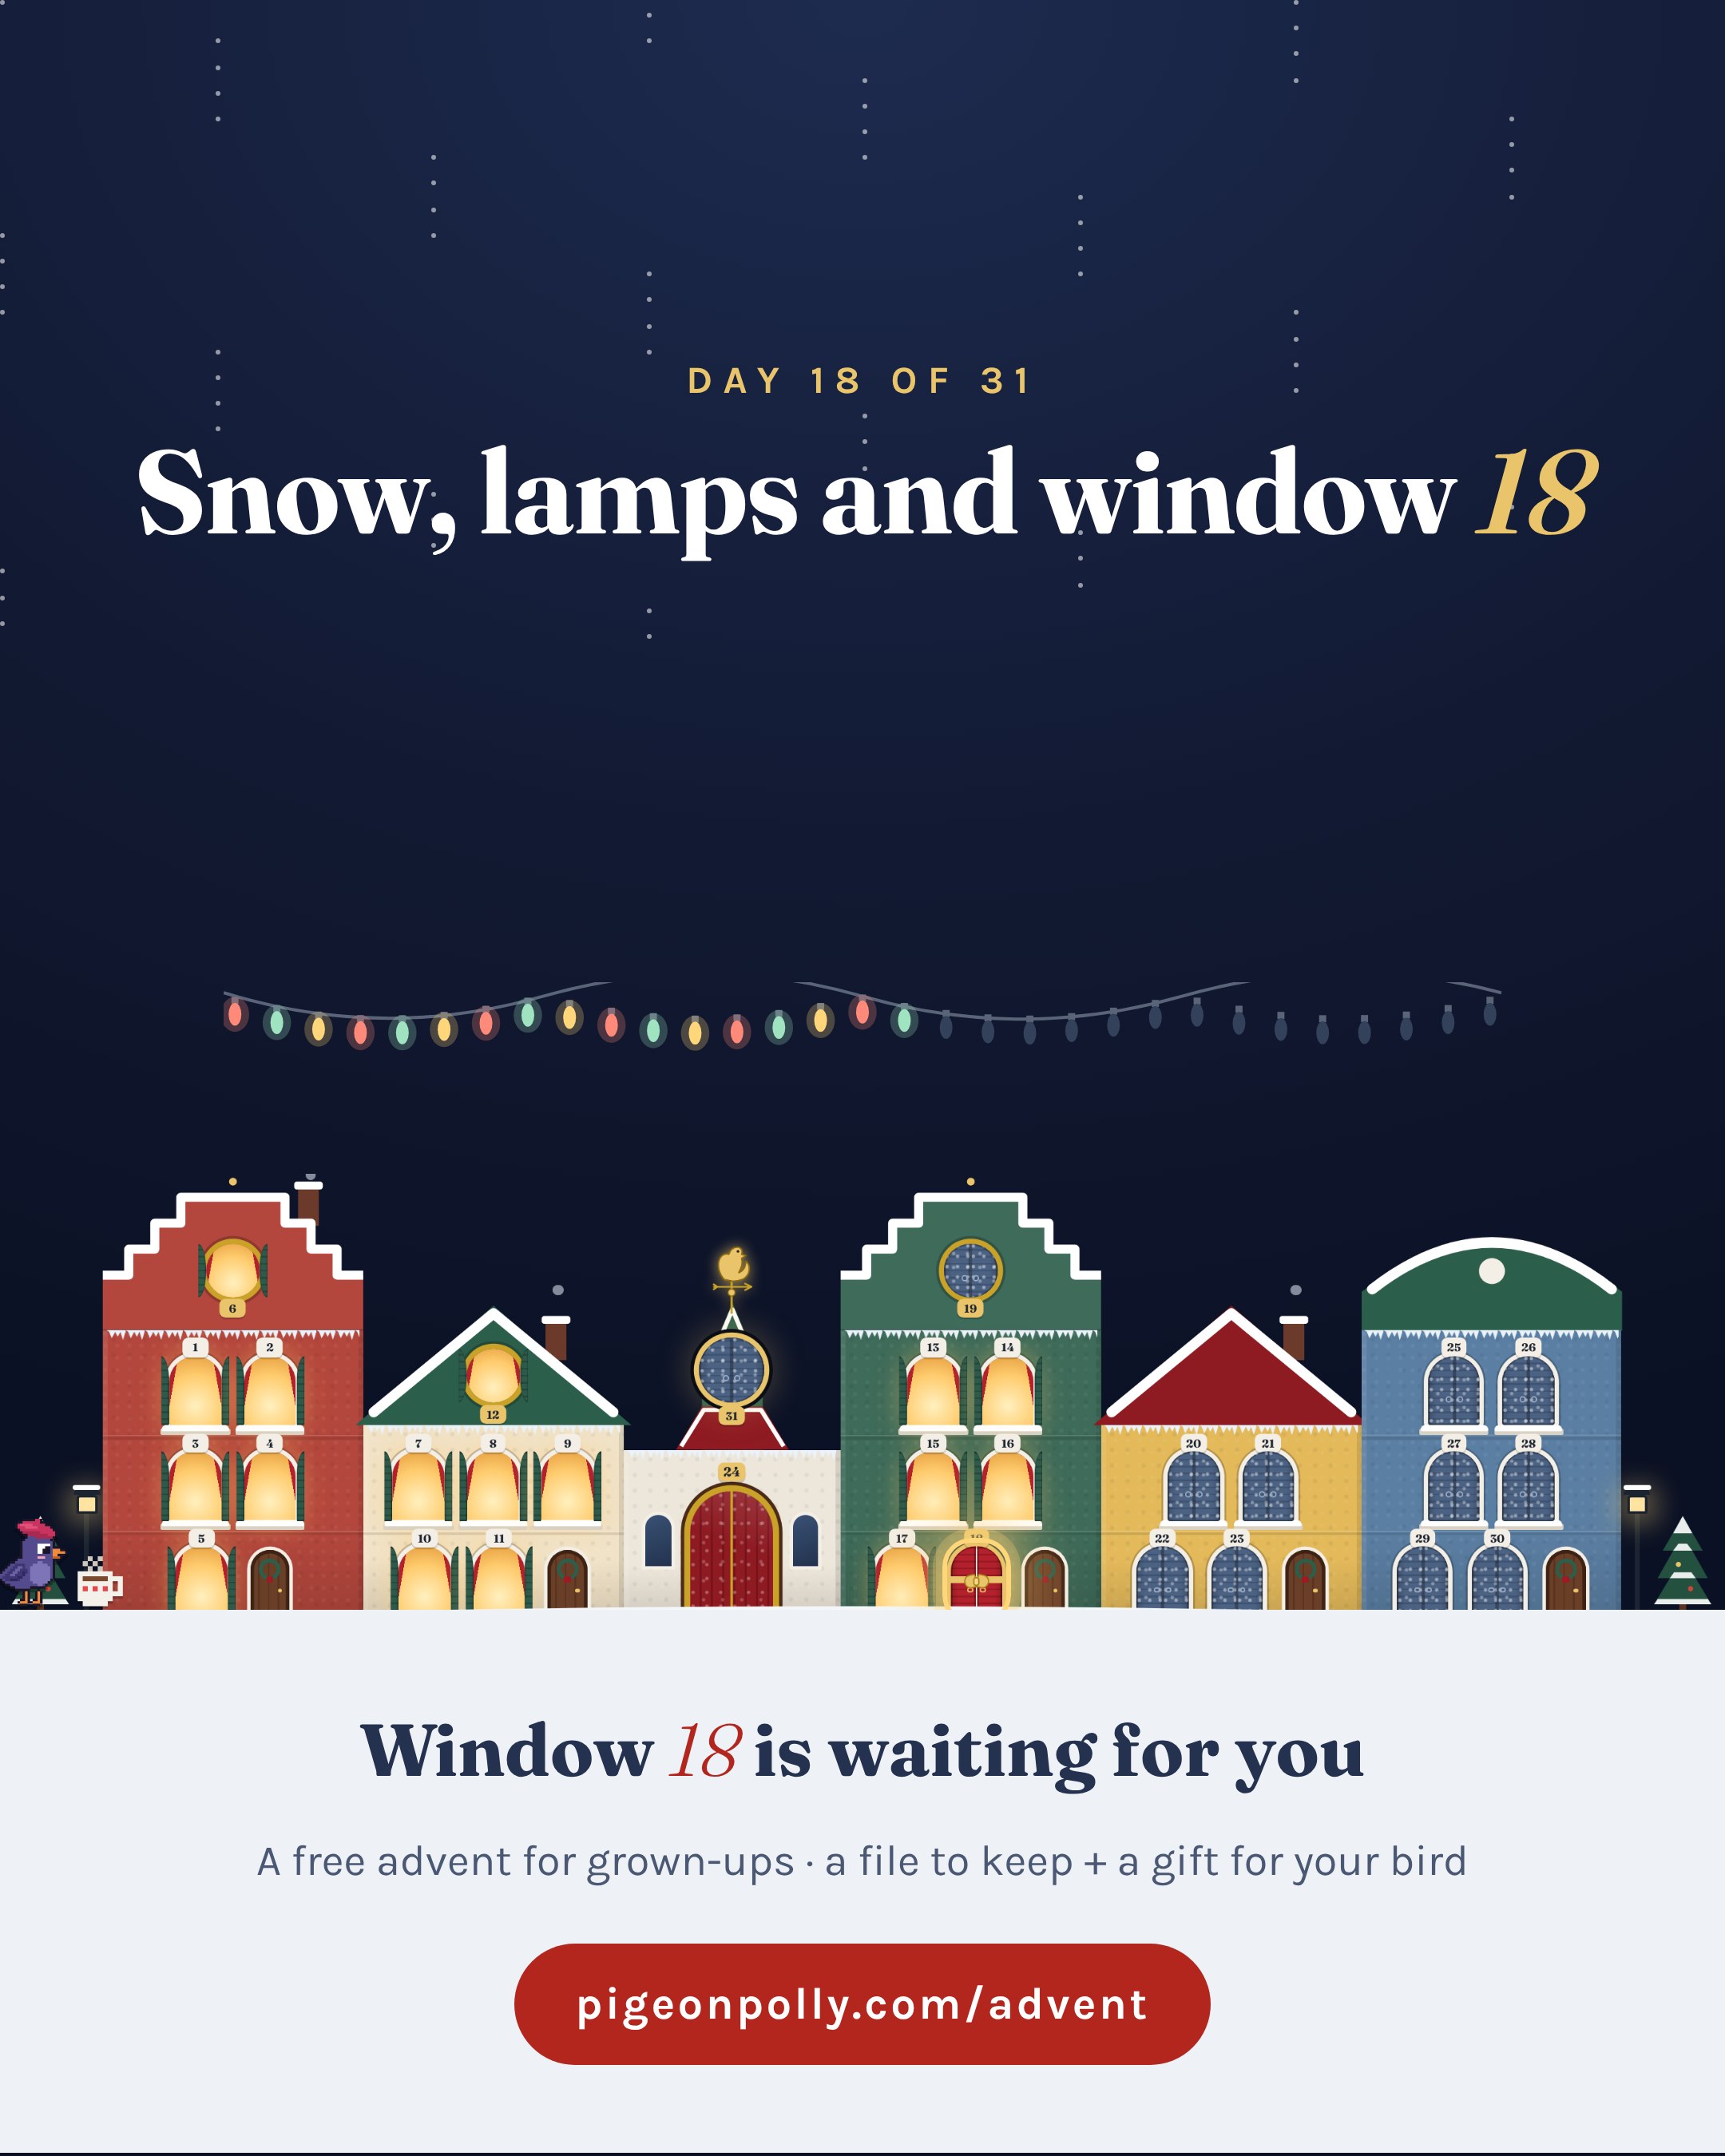 DAY 18 OF 31
Snow, lamps and window 18
6
19
1 2
13 14
25 26
31
12
3 4
7 8 9
15 16
20 21
27 28
24
5
10 11
17 18
22 23
29 30
Window 18 is waiting for you
A free advent for grown-ups · a file to keep + a gift for your bird
pigeonpolly.com/advent